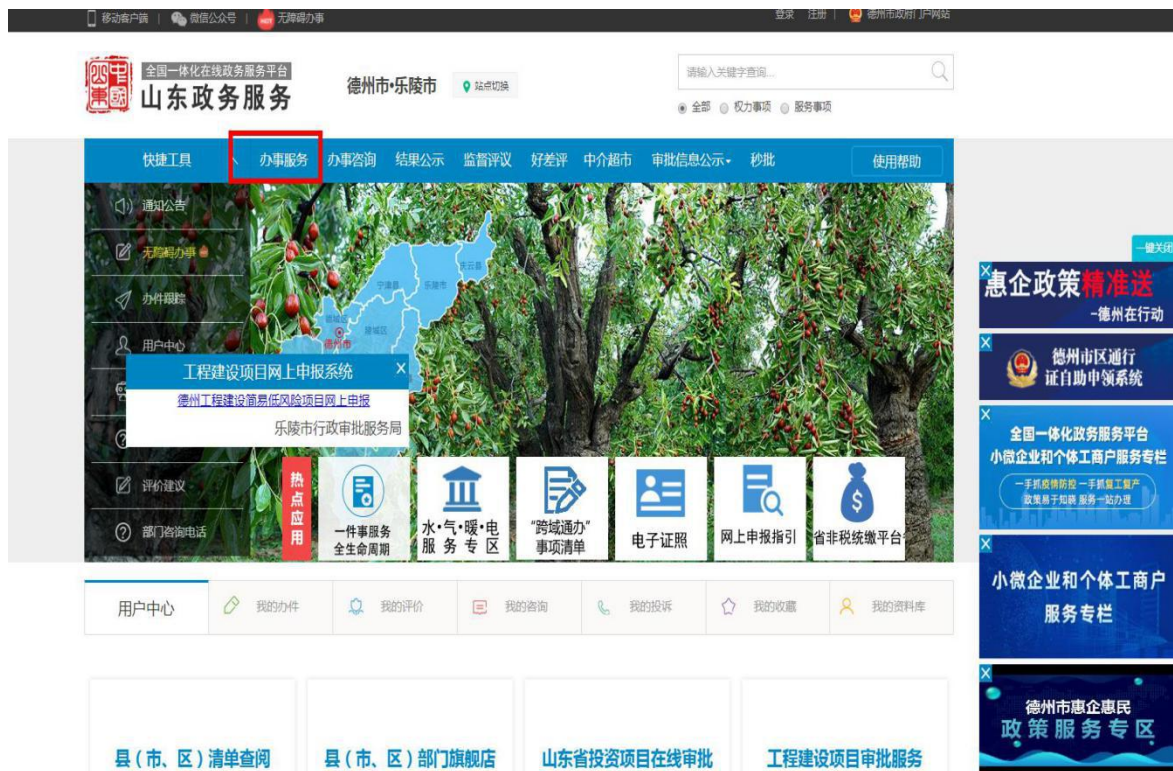 移动客户端 | 微信公众号 | HOT 无障碍办事
登录 注册 | 德州市政府门户网站
全国一体化在线政务服务平台
山东政务服务
德州市•乐陵市
站点切换
请输入关键字查询...
全部 权力事项 服务事项
快捷工具 办事服务 办事咨询 结果公示 监督评议 好差评 中介超市 审批信息公示 秒批 使用帮助
通知公告
无障碍办事
办件跟踪
用户中心
庆云县
宁津县 乐陵市
德城区
陵城区
德州市
工程建设项目网上申报系统 X
德州工程建设简易低风险项目网上申报
乐陵市行政审批服务局
评价建议
部门咨询电话
热点应用
一件事服务
全生命周期
水•气•暖•电
服务专区
“跨域通办”
事项清单
电子证照
网上申报指引
省非税统缴平台
一键关闭
X
惠企政策精准送
-德州在行动
X
德州市区通行
证自助申领系统
X
全国一体化政务服务平台
小微企业和个体工商户服务专栏
一手抓疫情防控 一手抓复工复产
政策易于知晓 服务一站办理
X
小微企业和个体工商户
服务专栏
X
德州市惠企惠民
政策服务专区
用户中心 我的办件 我的评价 我的咨询 我的投诉 我的收藏 我的资料库
县（市、区）清单查阅
县（市、区）部门旗舰店
山东省投资项目在线审批
工程建设项目审批服务